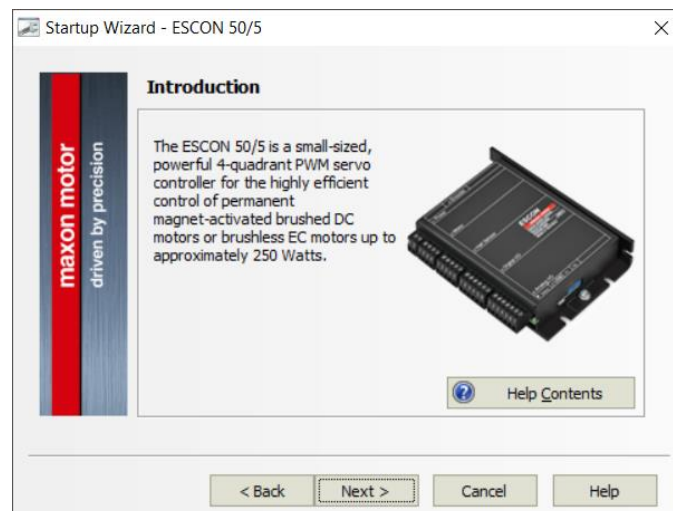 Startup Wizard - ESCON 50/5
maxon motor
driven by precision
Introduction
The ESCON 50/5 is a small-sized,
powerful 4-quadrant PWM servo
controller for the highly efficient
control of permanent
magnet-activated brushed DC
motors or brushless EC motors up to
approximately 250 Watts.
ESCON
Help Contents
< Back
Next >
Cancel
Help